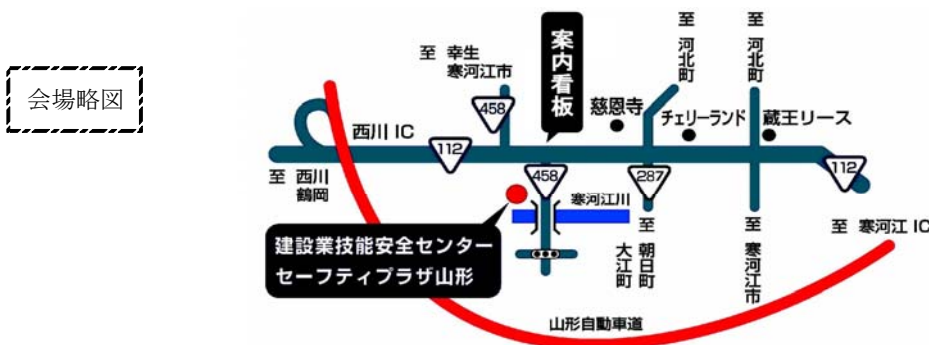 会場略図
案内看板
至 幸生
寒河江市
至 河北町
至 河北町
458
慈恩寺
チェリーランド
蔵王リース
西川 IC
112
458
287
112
至 西川
鶴岡
寒河江川
建設業技能安全センター
セーフティプラザ山形
至 朝日町
大江町
至 寒河江市
至 寒河江 IC
山形自動車道